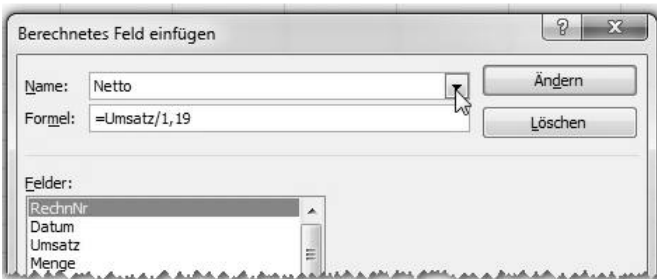 Berechnetes Feld einfügen
Name: Netto Ändern
Formel: =Umsatz/1,19 Löschen
Felder:
RechnNr
Datum
Umsatz
Menge